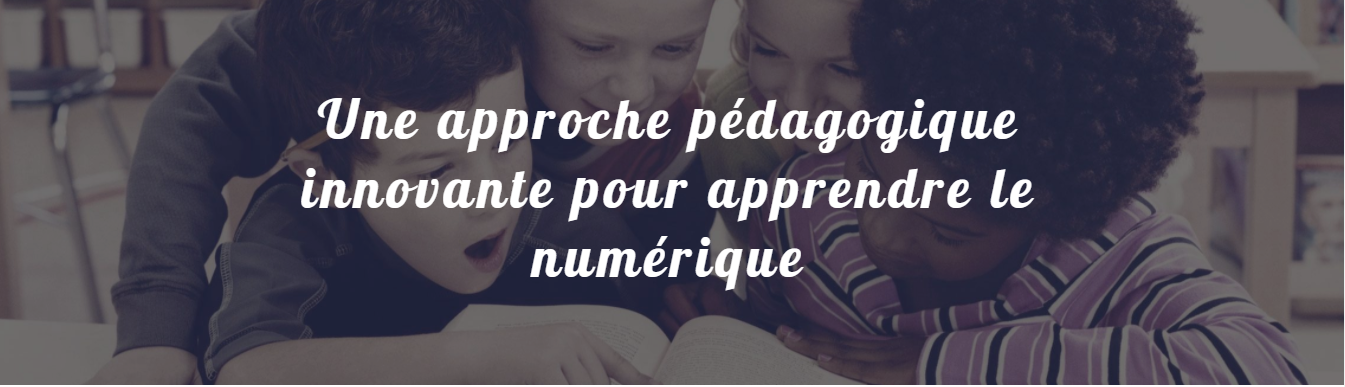 Une approche pédagogique
innovante pour apprendre le
numérique